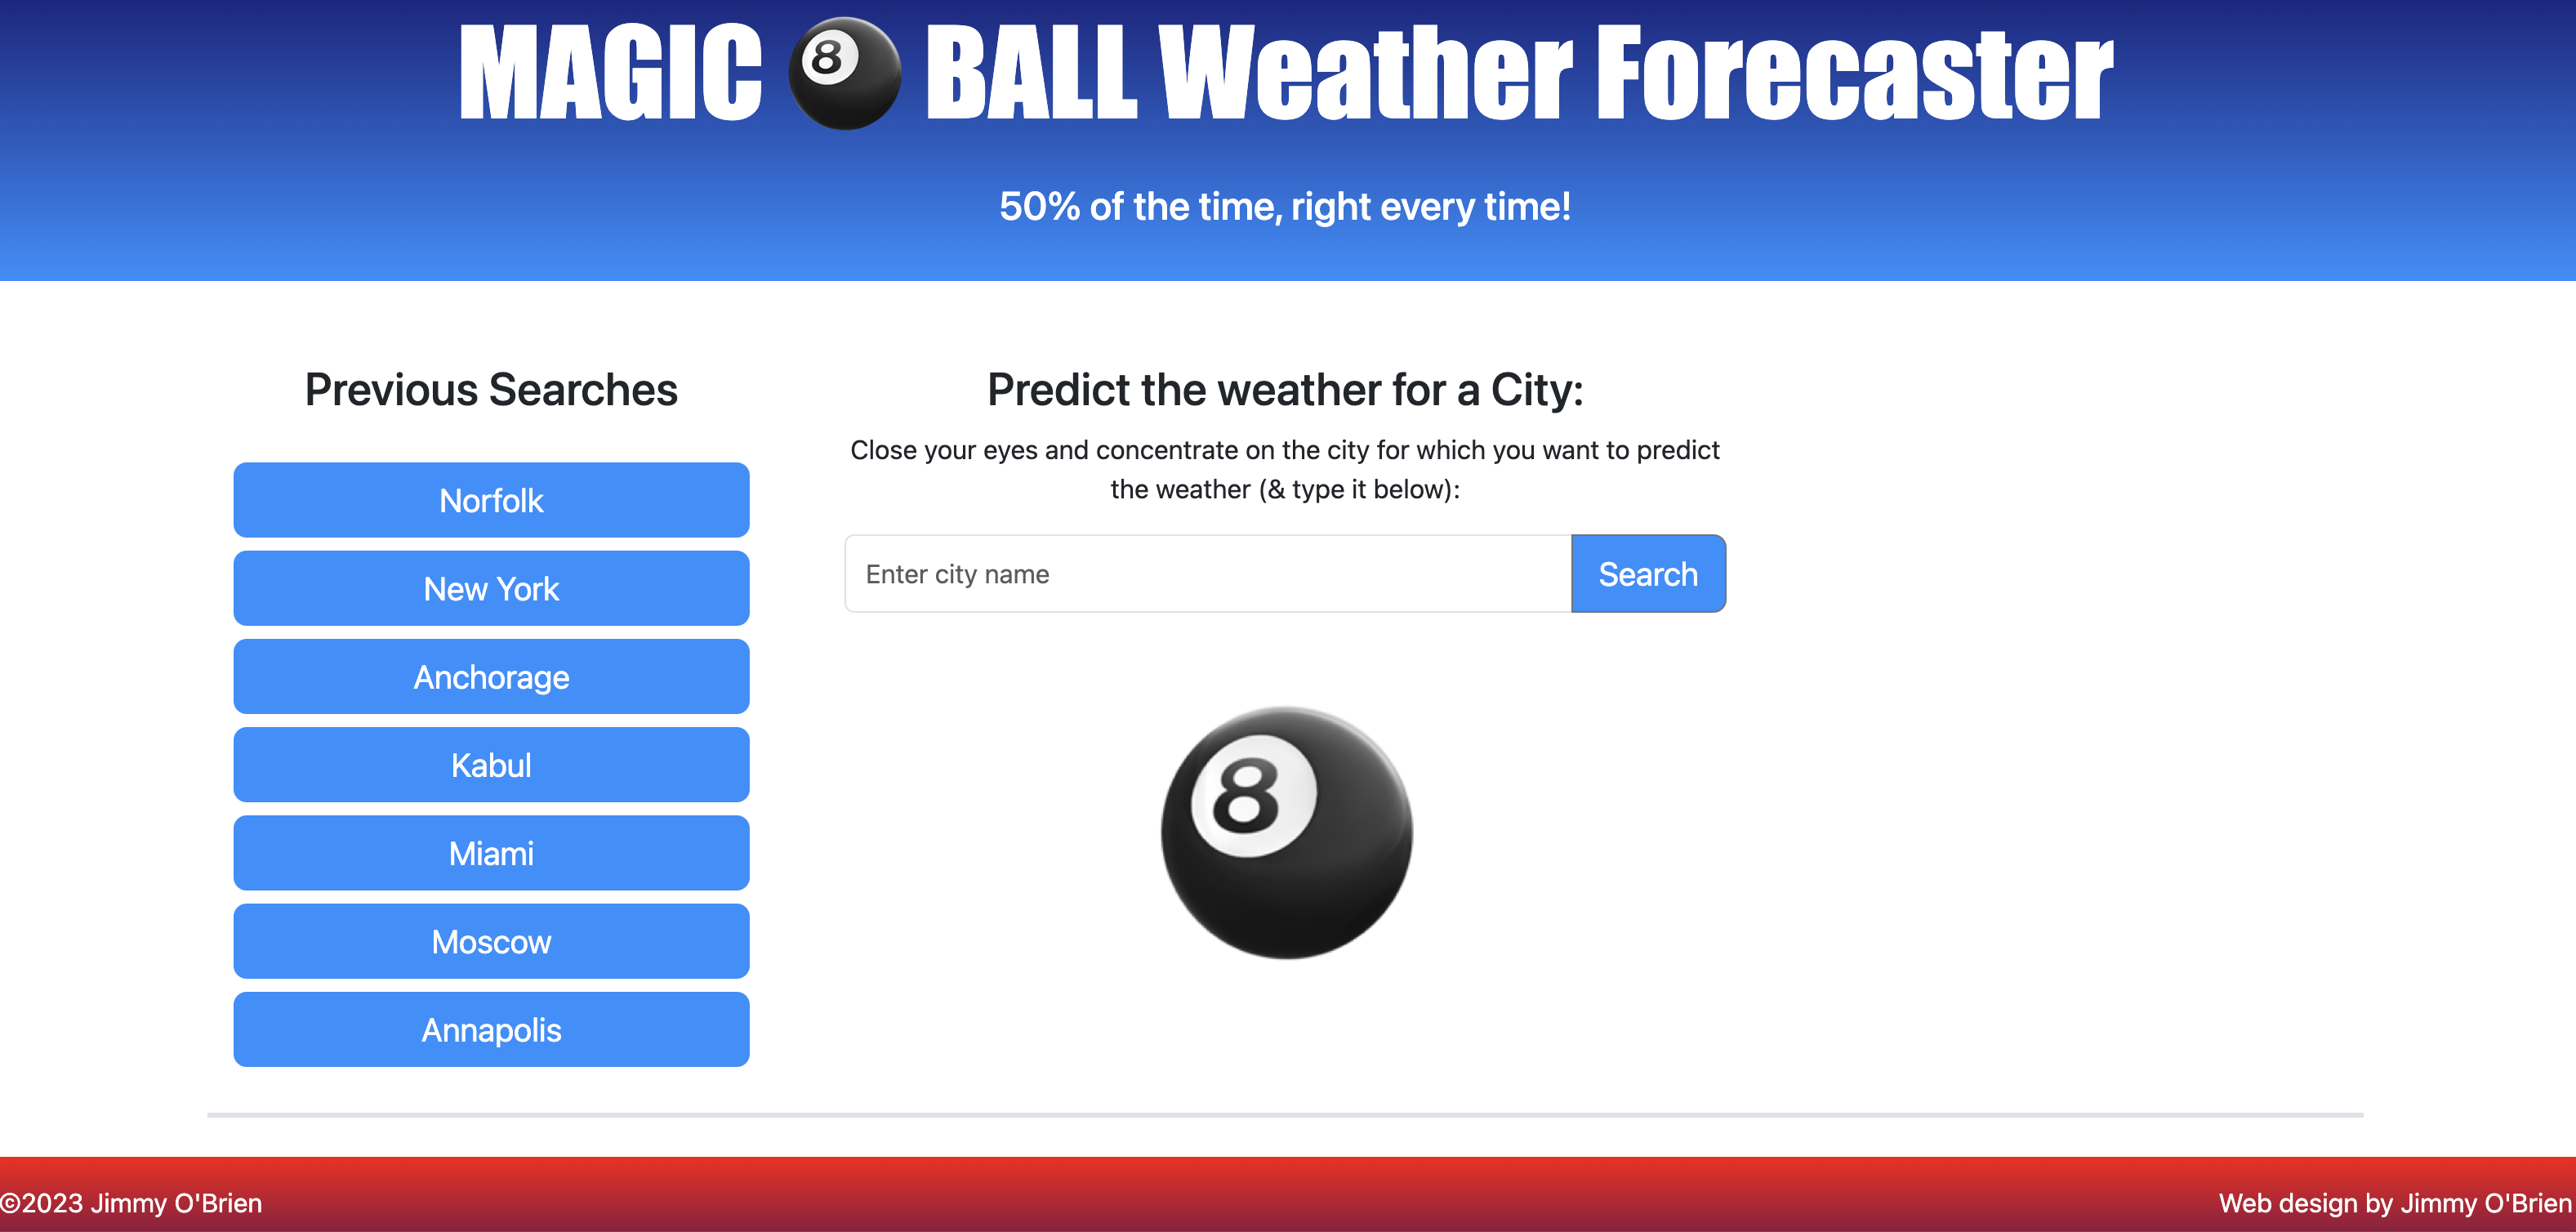 MAGIC 8 BALL Weather Forecaster
50% of the time, right every time!
Previous Searches
Norfolk
New York
Anchorage
Kabul
Miami
Moscow
Annapolis
Predict the weather for a City:
Close your eyes and concentrate on the city for which you want to predict
the weather (& type it below):
Enter city name
Search
8
©2023 Jimmy O'Brien
Web design by Jimmy O'Brien